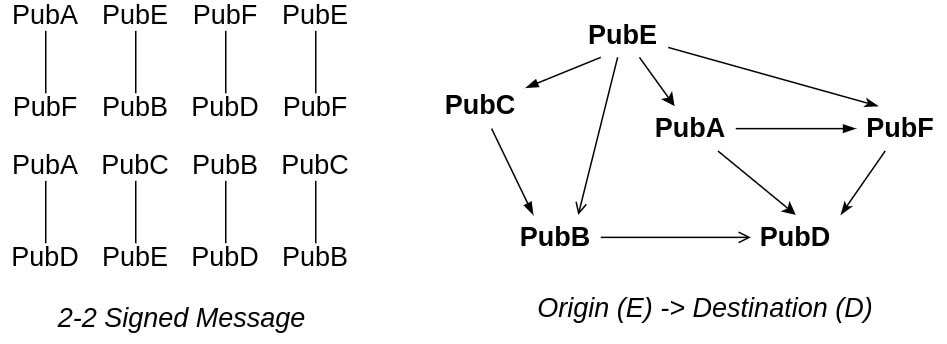 PubA PubE PubF PubE
PubF PubB PubD PubF
PubA PubC PubB PubC
PubD PubE PubD PubB
2-2 Signed Message
PubE
PubC
PubA PubF
PubB PubD
Origin (E) -> Destination (D)